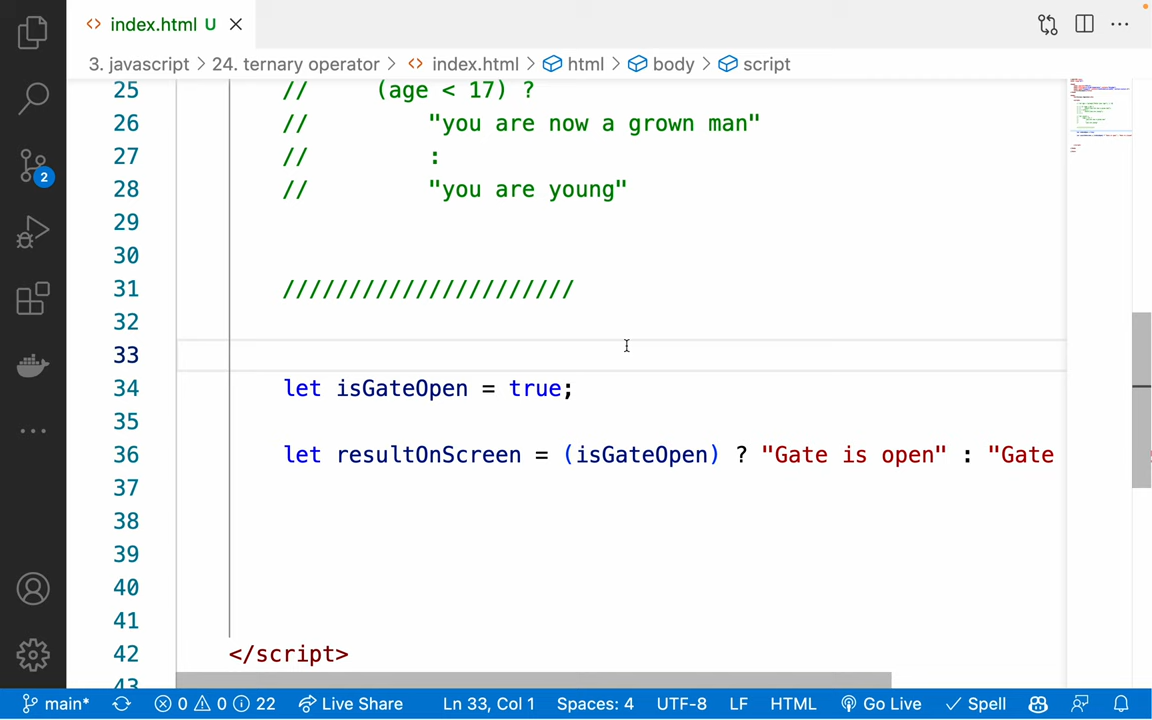 index.html U
3. javascript > 24. ternary operator > index.html > html > body > script
25 // (age < 17) ?
26 // "you are now a grown man"
27 // :
28 // "you are young"
29
30
31 //////////////////////
32
33
34 let isGateOpen = true;
35
36 let resultOnScreen = (isGateOpen) ? "Gate is open" : "Gate
37
38
39
40
41
42 </script>
43
2
main* 0 0 22 Live Share Ln 33, Col 1 Spaces: 4 UTF-8 LF HTML Go Live Spell